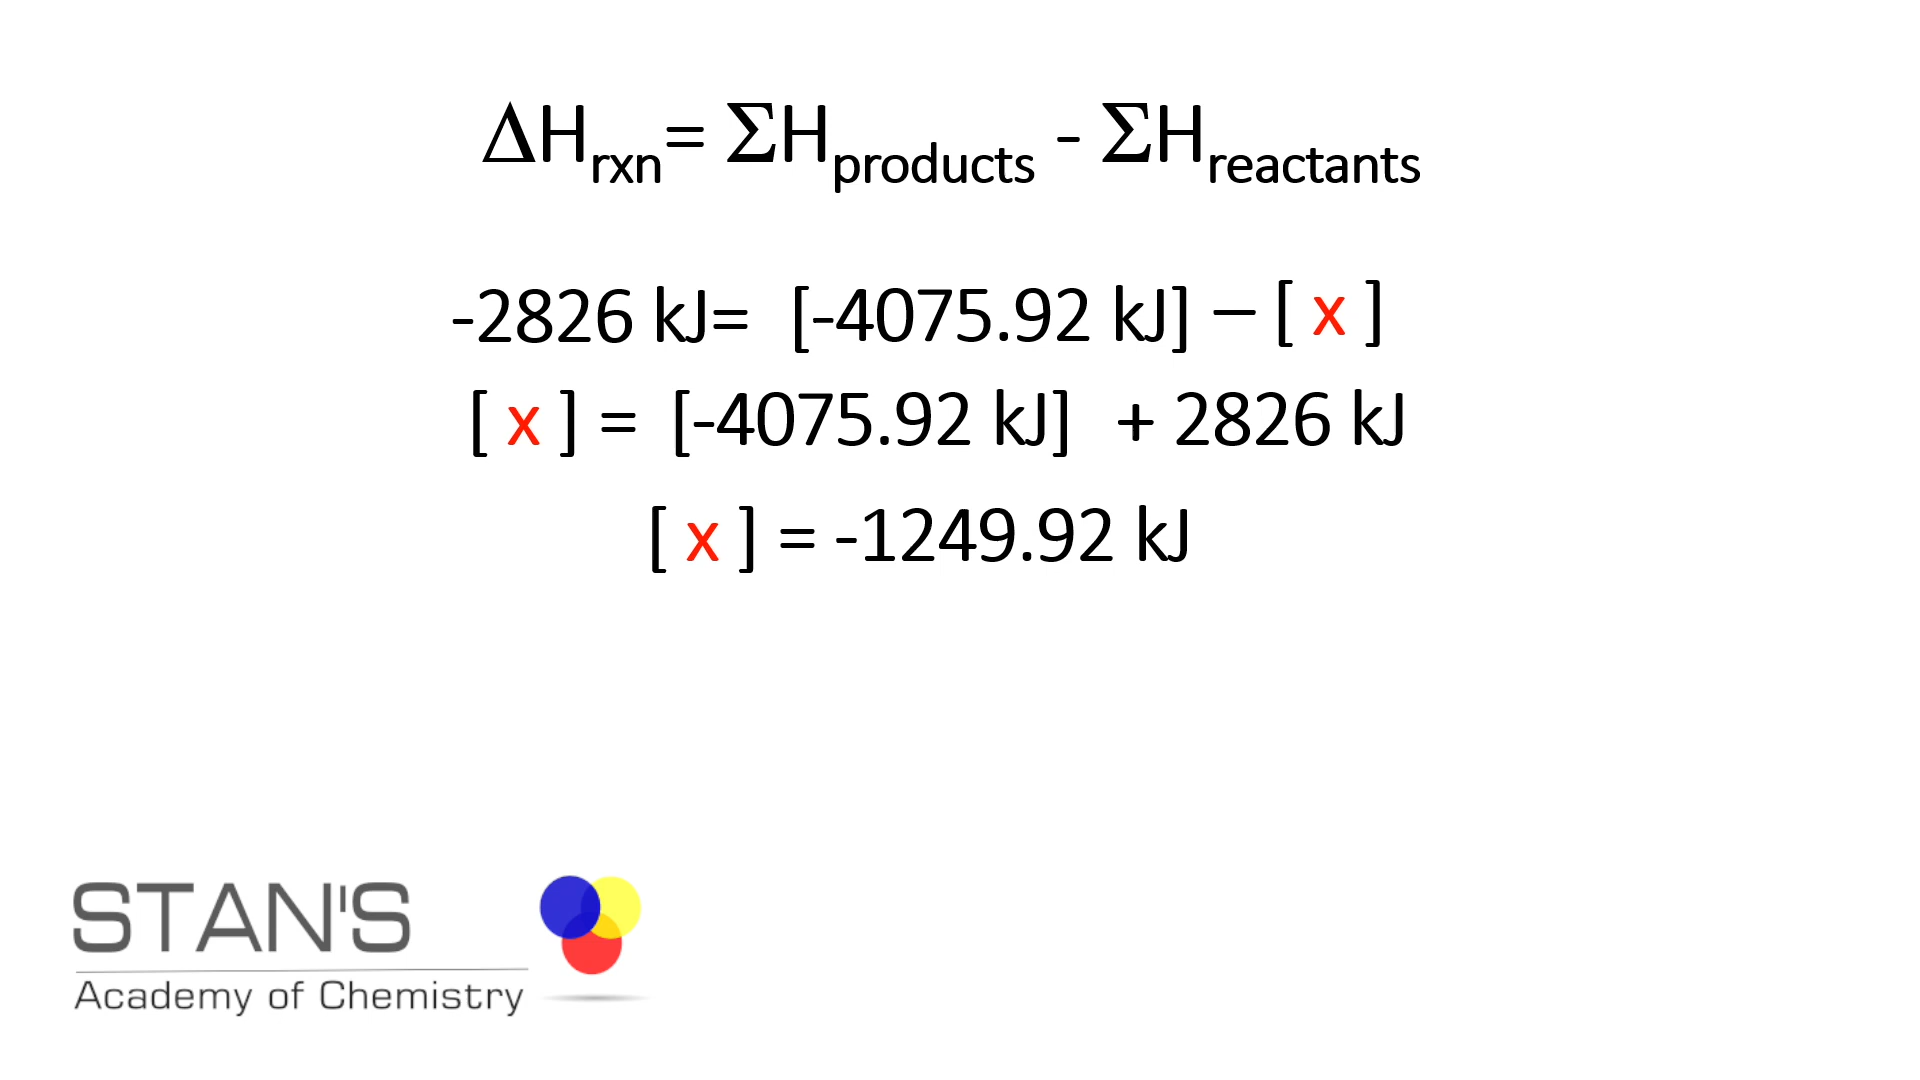 ΔHrxn= ΣHproducts - ΣHreactants
-2826 kJ= [-4075.92 kJ] – [ x ]
[ x ] = [-4075.92 kJ] + 2826 kJ
[ x ] = -1249.92 kJ
STAN'S
Academy of Chemistry